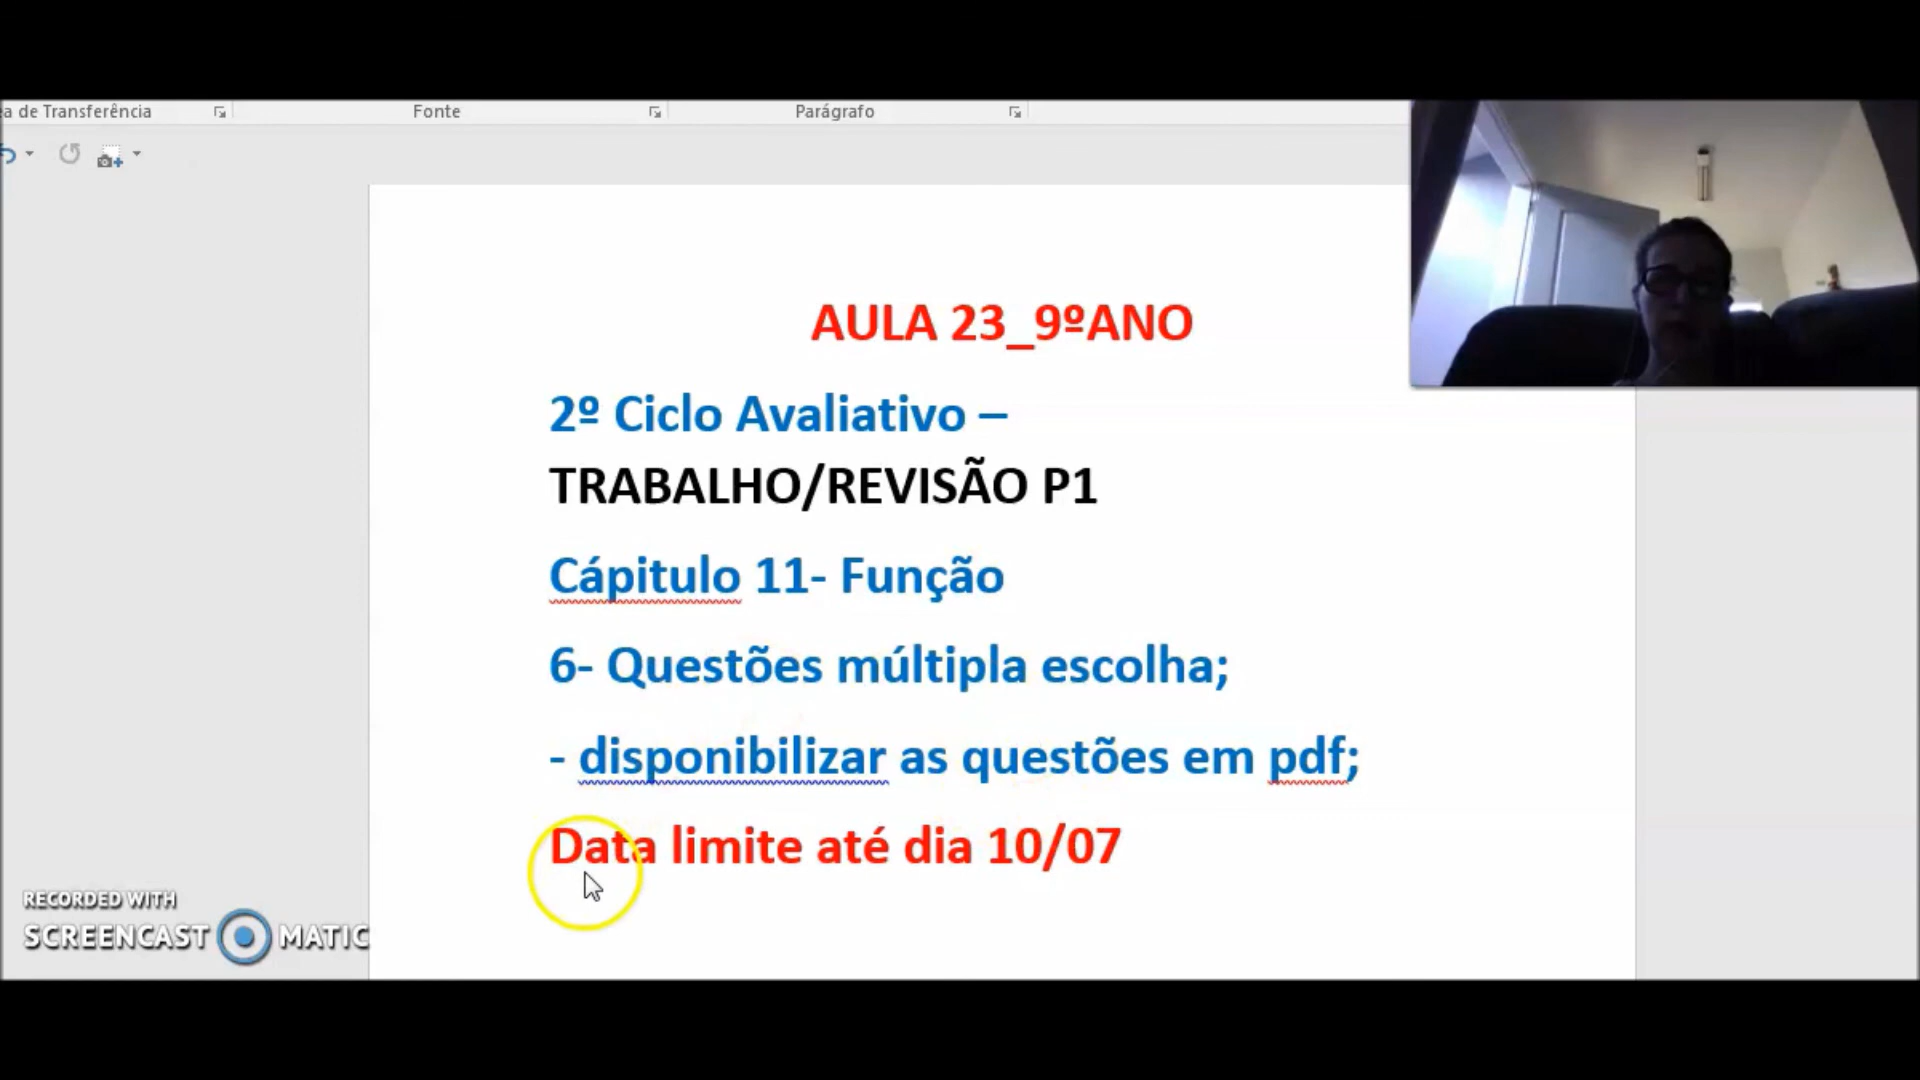 a de Transferência
Fonte
Parágrafo
AULA 23_9ºANO
2º Ciclo Avaliativo –
TRABALHO/REVISÃO P1
Cápitulo 11- Função
6- Questões múltipla escolha;
- disponibilizar as questões em pdf;
Data limite até dia 10/07
RECORDED WITH
SCREENCAST MATIC